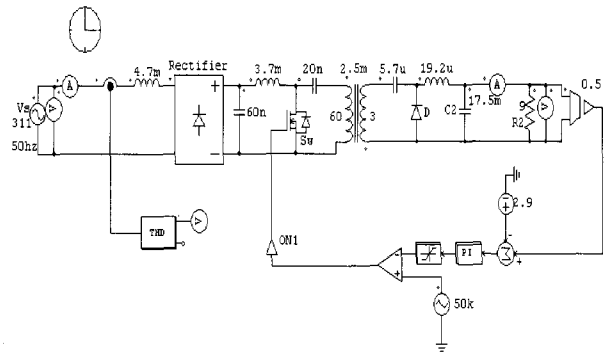 Rectifier
4.7m
3.7m
20n
2.5m
5.7u
19.2u
0.5
A
A
Vs
V
311
50hz
+
−
60n
Sw
60
3
D
C2
17.5m
9
R2
V
THD
V
ON1
2.9
PI
Σ
50k